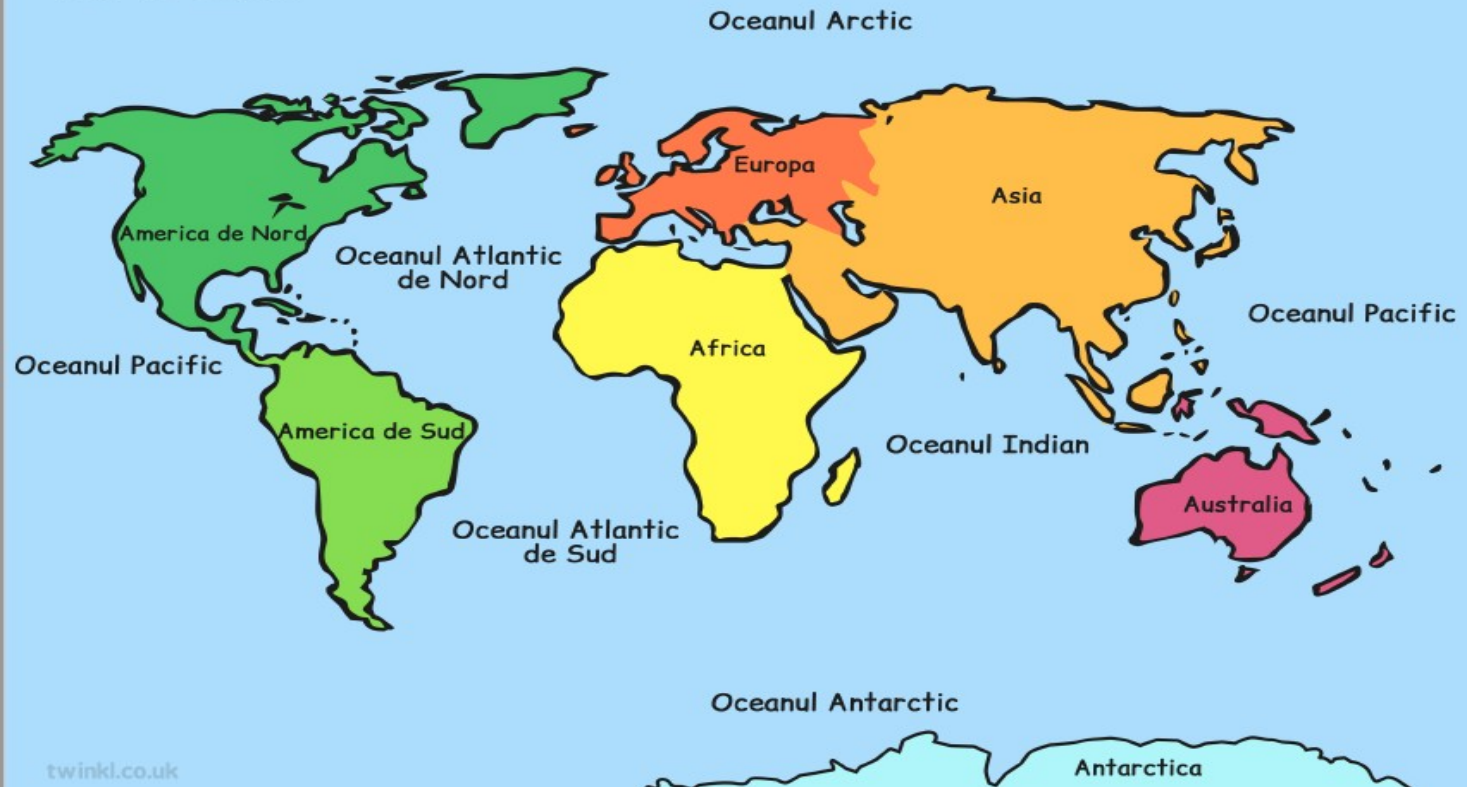 Oceanul Arctic
Europa
Asia
America de Nord
Oceanul Atlantic
de Nord
Oceanul Pacific
Africa
Oceanul Pacific
America de Sud
Oceanul Indian
Australia
Oceanul Atlantic
de Sud
Oceanul Antarctic
Antarctica
twinkl.co.uk